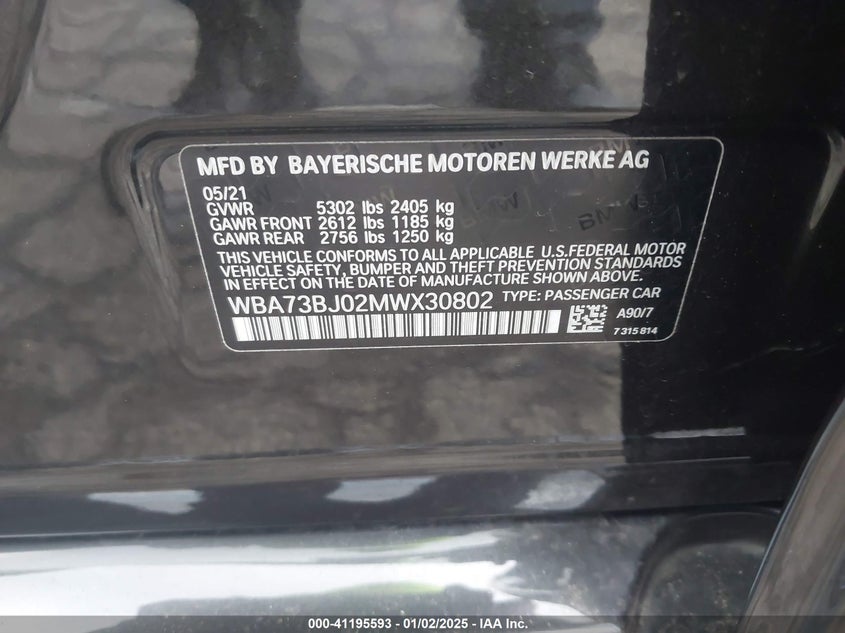 MFD BY BAYERISCHE MOTOREN WERKE AG
05/21
GVWR 5302 lbs 2405 kg
GAWR FRONT 2612 lbs 1185 kg
GAWR REAR 2756 lbs 1250 kg
THIS VEHICLE CONFORMS TO ALL APPLICABLE U.S.FEDERAL MOTOR
VEHICLE SAFETY, BUMPER AND THEFT PREVENTION STANDARDS
IN EFFECT ON THE DATE OF MANUFACTURE SHOWN ABOVE.
WBA73BJ02MWX30802 TYPE: PASSENGER CAR
A90/7
7 315 814
000-41195593 - 01/02/2025 - IAA Inc.